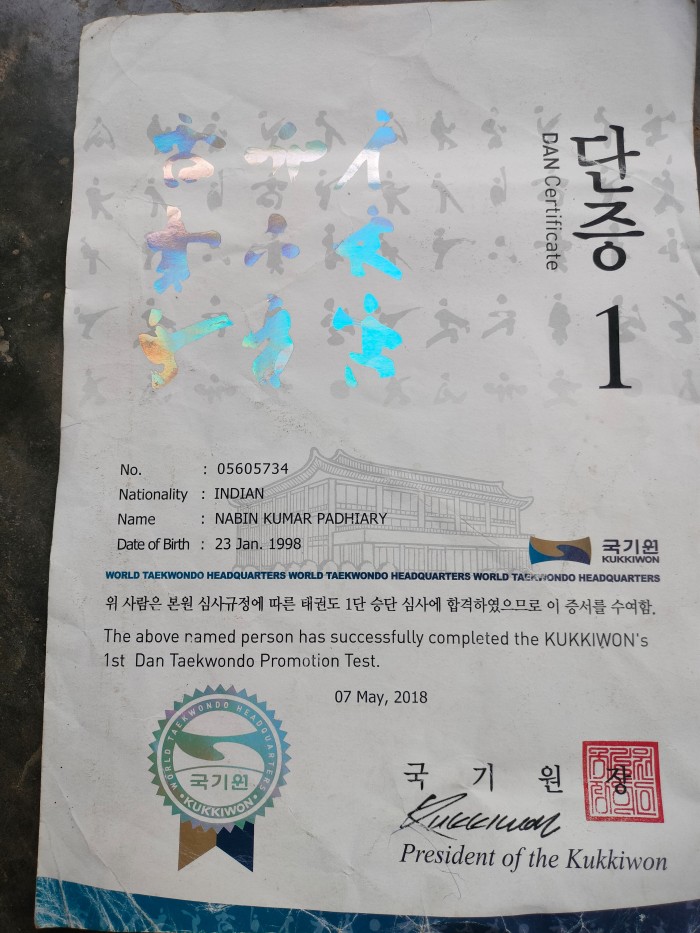 단증
DAN Certificate
1
No. : 05605734
Nationality : INDIAN
Name : NABIN KUMAR PADHIARY
Date of Birth : 23 Jan. 1998
국기원
KUKKIWON
WORLD TAEKWONDO HEADQUARTERS WORLD TAEKWONDO HEADQUARTERS WORLD TAEKWONDO HEADQUARTERS
위 사람은 본원 심사규정에 따른 태권도 1단 승단 심사에 합격하였으므로 이 증서를 수여함.
The above named person has successfully completed the KUKKIWON's
1st Dan Taekwondo Promotion Test.
07 May, 2018
WORLD TAEKWONDO HEADQUARTERS
국기원
KUKKIWON
국 기 원 장
Kukkiwon
President of the Kukkiwon